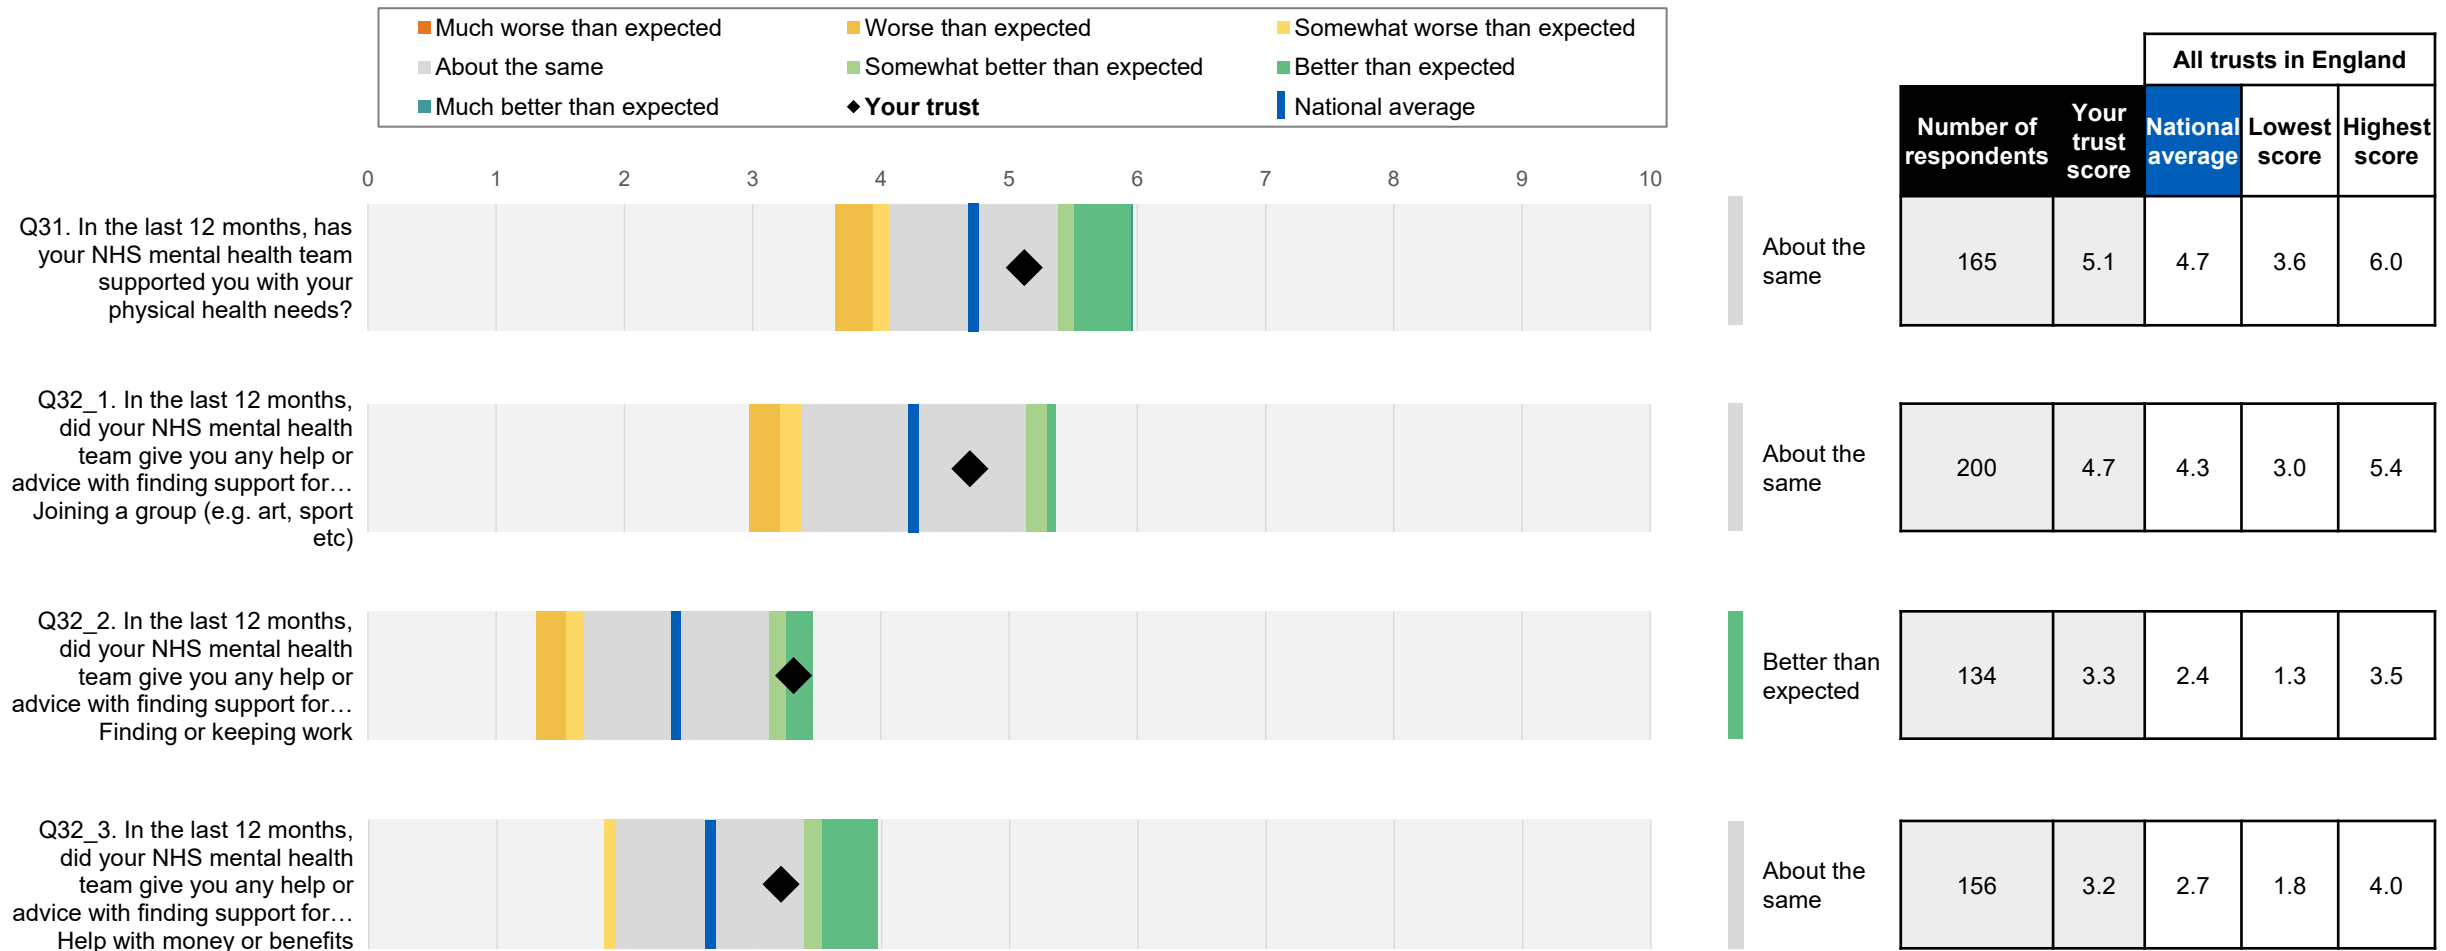 Much worse than expected
Worse than expected
Somewhat worse than expected
About the same
Somewhat better than expected
Better than expected
Much better than expected
Your trust
National average
All trusts in England
Number of
respondents
Your
trust
score
National
average
Lowest
score
Highest
score
0 1 2 3 4 5 6 7 8 9 10
Q31. In the last 12 months, has
your NHS mental health team
supported you with your
physical health needs?
About the
same
165 5.1 4.7 3.6 6.0
Q32_1. In the last 12 months,
did your NHS mental health
team give you any help or
advice with finding support for…
Joining a group (e.g. art, sport
etc)
About the
same
200 4.7 4.3 3.0 5.4
Q32_2. In the last 12 months,
did your NHS mental health
team give you any help or
advice with finding support for…
Finding or keeping work
Better than
expected
134 3.3 2.4 1.3 3.5
Q32_3. In the last 12 months,
did your NHS mental health
team give you any help or
advice with finding support for…
Help with money or benefits
About the
same
156 3.2 2.7 1.8 4.0